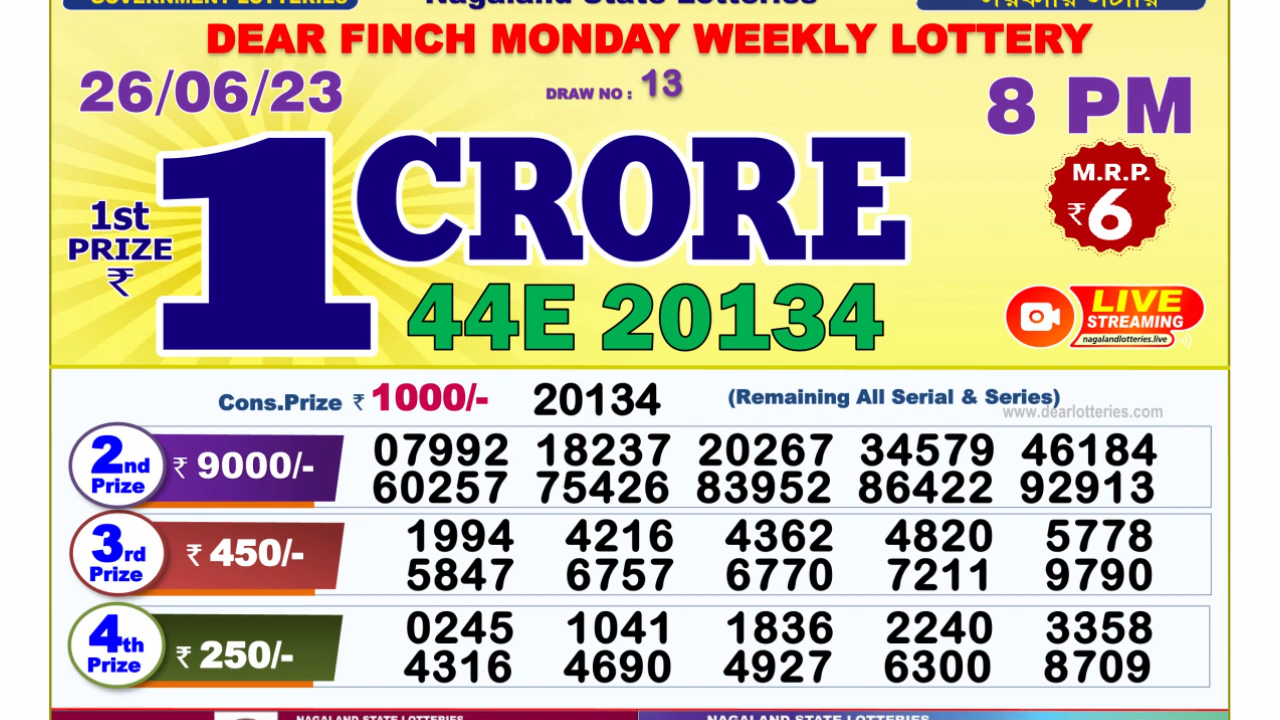 GOVERNMENT LOTTERIES Nagaland State Lotteries সরকারি লটারি
DEAR FINCH MONDAY WEEKLY LOTTERY
26/06/23 DRAW NO : 13 8 PM
1st PRIZE ₹ 1 CRORE
44E 20134
M.R.P.
₹6
LIVE
STREAMING
nagalandlotteries.live
Cons.Prize ₹ 1000/- 20134 (Remaining All Serial & Series)
www.dearlotteries.com
2nd Prize ₹ 9000/-
07992 18237 20267 34579 46184
60257 75426 83952 86422 92913
3rd Prize ₹ 450/-
1994 4216 4362 4820 5778
5847 6757 6770 7211 9790
4th Prize ₹ 250/-
0245 1041 1836 2240 3358
4316 4690 4927 6300 8709
NAGALAND STATE LOTTERIES NAGALAND STATE LOTTERIES